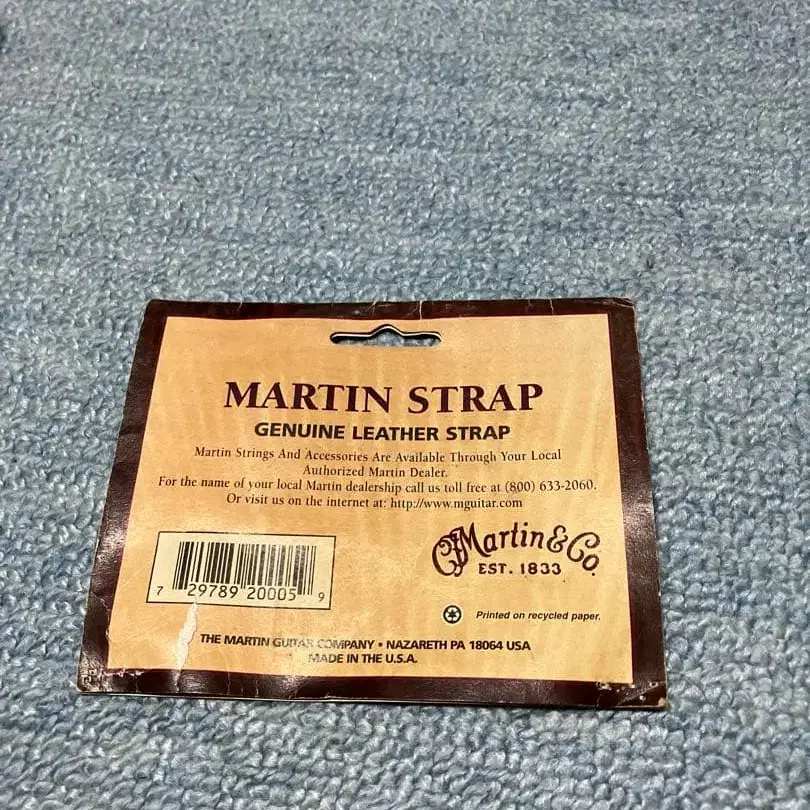 MARTIN STRAP
GENUINE LEATHER STRAP
Martin Strings And Accessories Are Available Through Your Local
Authorized Martin Dealer.
For the name of your local Martin dealership call us toll free at (800) 633-2060.
Or visit us on the internet at: http://www.mguitar.com
CFMartin & Co.
EST. 1833
7 29789 20005 9
Printed on recycled paper.
THE MARTIN GUITAR COMPANY • NAZARETH PA 18064 USA
MADE IN THE U.S.A.